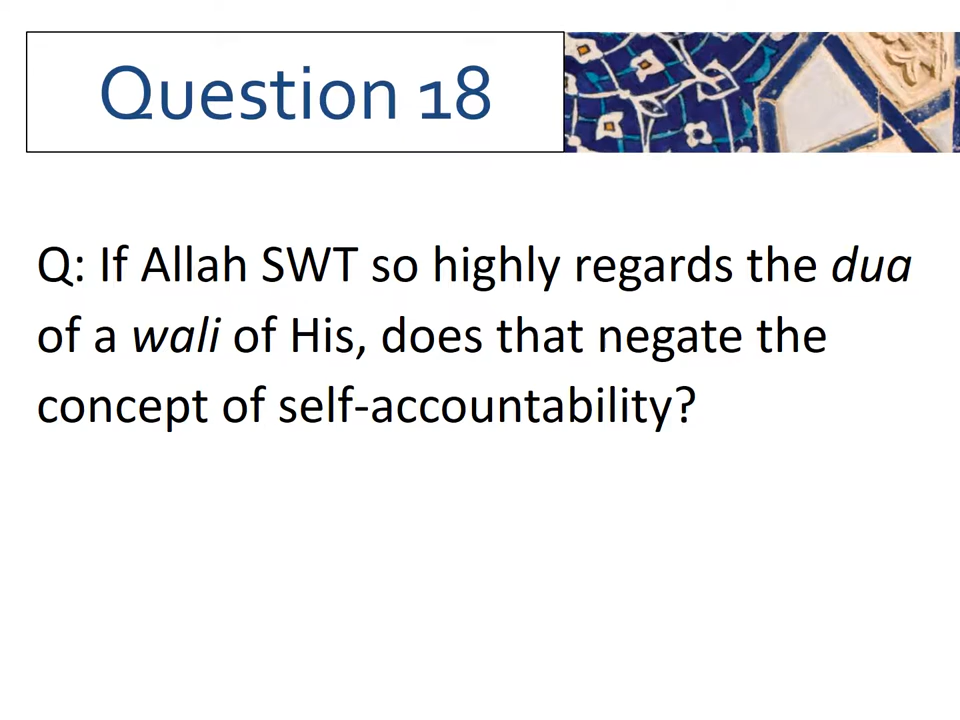 Question 18
Q: If Allah SWT so highly regards the dua
of a wali of His, does that negate the
concept of self-accountability?